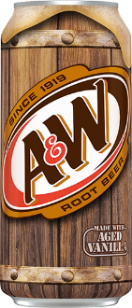 SINCE 1919
A&W
ROOT BEER
MADE WITH
AGED
VANILLA